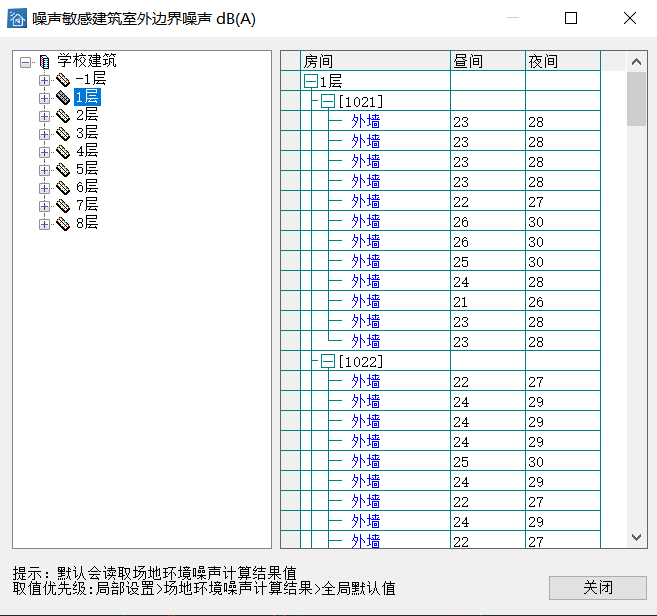 噪声敏感建筑室外边界噪声 dB(A)
学校建筑
-1层
1层
2层
3层
4层
5层
6层
7层
8层
房间 昼间 夜间
1层
[1021]
外墙 23 28
外墙 23 28
外墙 23 28
外墙 23 28
外墙 22 27
外墙 26 30
外墙 26 30
外墙 25 30
外墙 24 28
外墙 21 26
外墙 23 28
外墙 23 28
[1022]
外墙 22 27
外墙 24 29
外墙 24 29
外墙 24 29
外墙 25 30
外墙 24 29
外墙 22 27
外墙 24 29
外墙 22 27
提示：默认会读取场地环境噪声计算结果值
取值优先级:局部设置>场地环境噪声计算结果>全局默认值
关闭